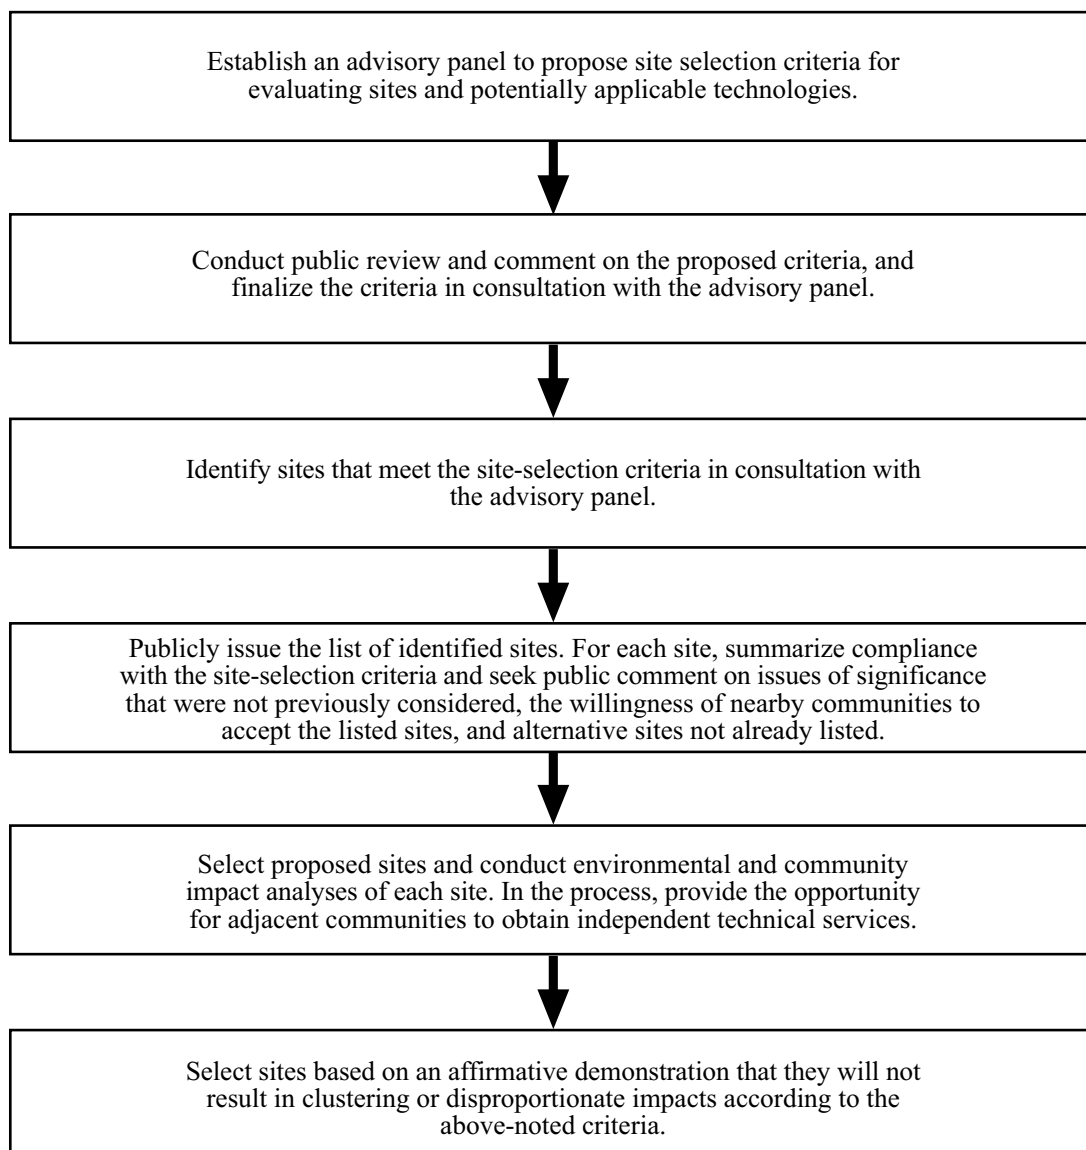 Establish an advisory panel to propose site selection criteria for
evaluating sites and potentially applicable technologies.
Conduct public review and comment on the proposed criteria, and
finalize the criteria in consultation with the advisory panel.
Identify sites that meet the site-selection criteria in consultation with
the advisory panel.
Publicly issue the list of identified sites. For each site, summarize compliance
with the site-selection criteria and seek public comment on issues of significance
that were not previously considered, the willingness of nearby communities to
accept the listed sites, and alternative sites not already listed.
Select proposed sites and conduct environmental and community
impact analyses of each site. In the process, provide the opportunity
for adjacent communities to obtain independent technical services.
Select sites based on an affirmative demonstration that they will not
result in clustering or disproportionate impacts according to the
above-noted criteria.